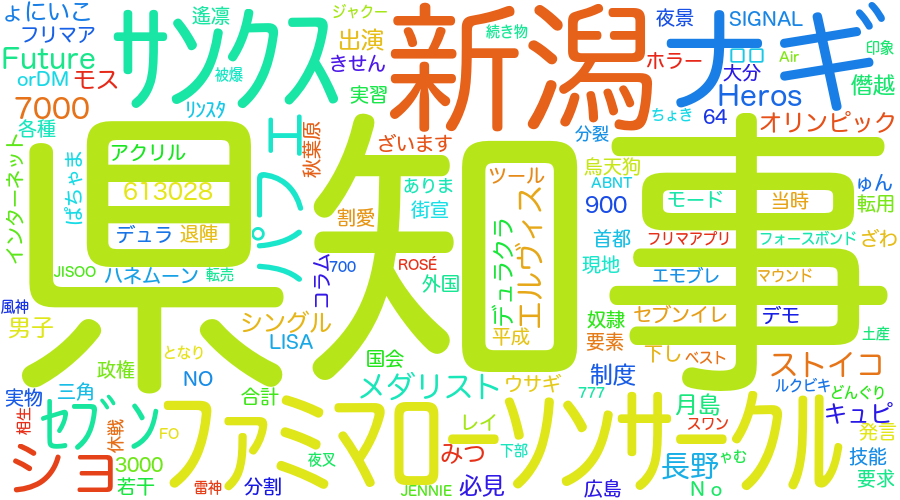 ょにいこ
サンクス
遙凛
ジャクー
新潟
続き物
ナギ
夜景
SIGNAL
フリマア
出演
印象
Future
被爆
きせん
ホラー
ロロ
Air
orDM
モス
大分
僭越
7000
リンスタ
実習
Heros
各種
ちょき
64
オリンピック
インターネット
県知事
アクリル
パフェ
秋葉原
ざいます
分裂
ぱちゃま
613028
ありま
ツール
烏天狗
ABNT
モード
当時
ゅん
割愛
街宣
900
転用
デュラ
退陣
デュラクラ
エルヴィス
首都
フリマアプリ
フォースボンド
ざわ
JISOO
ハネムーン
転売
コラム
700
ROSÉ
外国
現地
エモブレ
マウンド
風神
男子
シングル
平成
奴隷
セブンイレ
デモ
土産
LISA
要素
となり
国会
下し
ベスト
ストイコ
政権
NO
メダリスト
ウサギ
制度
ルクビキ
実物
三角
合計
777
どんぐり
相生
セブン
ファミマローソンサークル
月島
キュピ
休戦
FO
レイ
スワン
発言
ショ
夜叉
みつ
下部
ゃむ
3000
長野
技能
若干
雷神
分割
JENNIE
必見
広島
No
要求